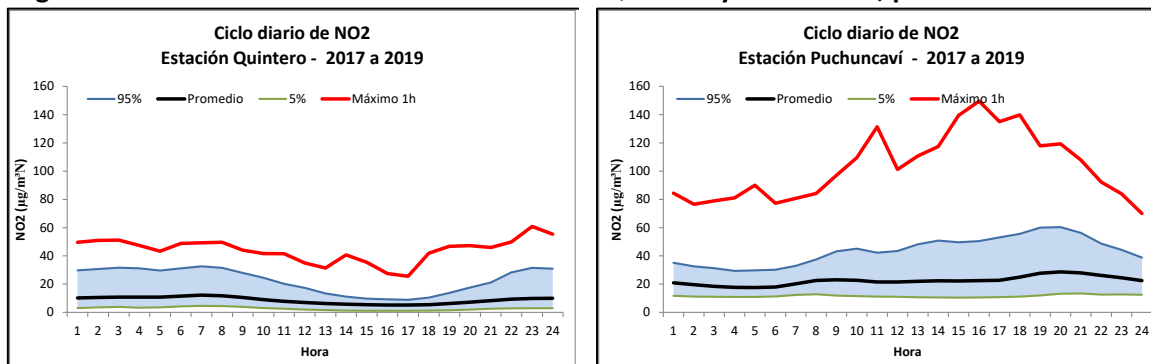 Ciclo diario de NO2
Estación Quintero - 2017 a 2019
160
140
120
100
80
60
40
20
0
NO2 (µg/m³N)
95% Promedio 5% Máximo 1h
1 2 3 4 5 6 7 8 9 10 11 12 13 14 15 16 17 18 19 20 21 22 23 24
Hora
Ciclo diario de NO2
Estación Puchuncaví - 2017 a 2019
160
140
120
100
80
60
40
20
0
NO2 (µg/m³N)
95% Promedio 5% Máximo 1h
1 2 3 4 5 6 7 8 9 10 11 12 13 14 15 16 17 18 19 20 21 22 23 24
Hora